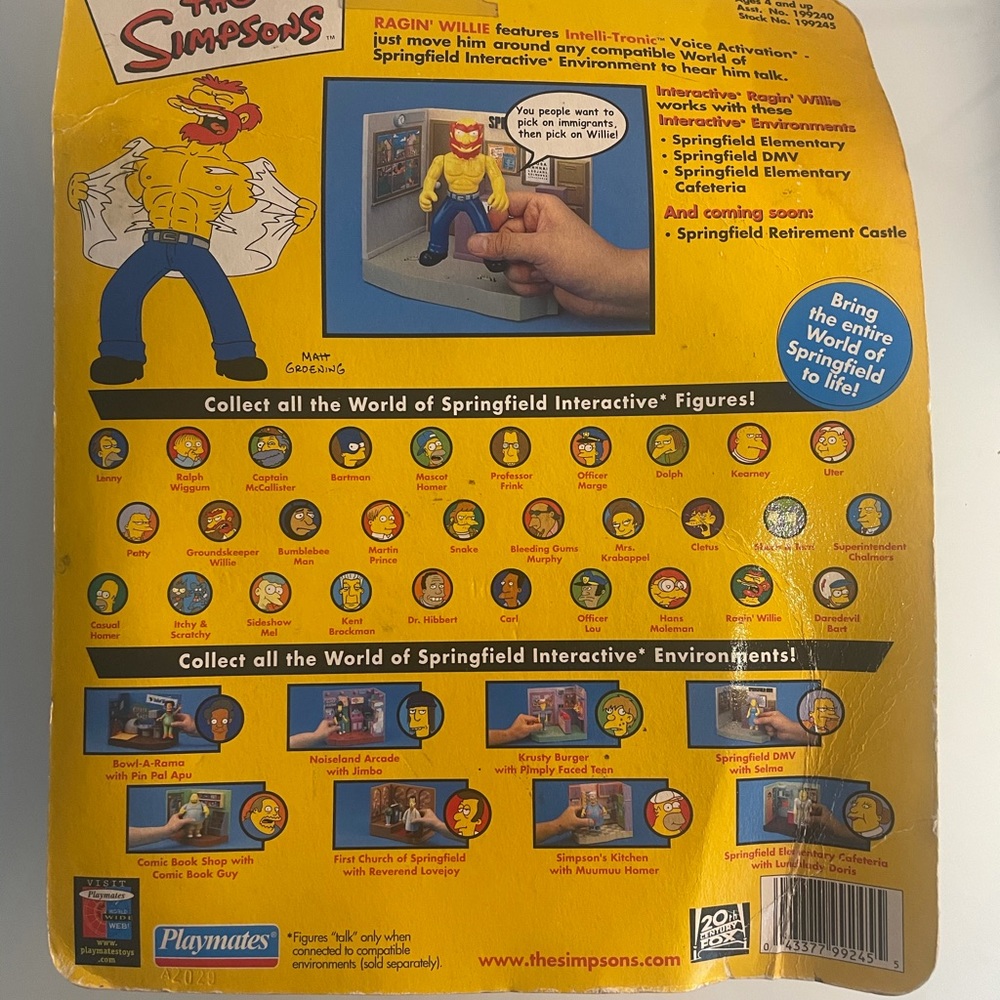 THE
SIMPSONS™
Ages 4 and up
Asst. No. 199240
Stock No. 199245
RAGIN' WILLIE features Intelli-Tronic™ Voice Activation* -
just move him around any compatible World of
Springfield Interactive* Environment to hear him talk.
You people want to
pick on immigrants,
then pick on Willie!
Interactive* Ragin' Willie
works with these
Interactive* Environments
• Springfield Elementary
• Springfield DMV
• Springfield Elementary
Cafeteria
And coming soon:
• Springfield Retirement Castle
Bring
the entire
World of
Springfield
to life!
MATT
GROENING
Collect all the World of Springfield Interactive* Figures!
Lenny
Ralph
Wiggum
Captain
McCallister
Bartman
Mascot
Homer
Professor
Frink
Officer
Marge
Dolph
Kearney
Uter
Patty
Groundskeeper
Willie
Bumblebee
Man
Martin
Prince
Snake
Bleeding Gums
Murphy
Mrs.
Krabappel
Cletus
Superintendent
Chalmers
Casual
Homer
Itchy &
Scratchy
Sideshow
Mel
Kent
Brockman
Dr. Hibbert
Carl
Officer
Lou
Hans
Moleman
Ragin' Willie
Daredevil
Bart
Collect all the World of Springfield Interactive* Environments!
Bowl-A-Rama
with Pin Pal Apu
Noiseland Arcade
with Jimbo
Krusty Burger
with Pimply Faced Teen
Springfield DMV
with Selma
Comic Book Shop with
Comic Book Guy
First Church of Springfield
with Reverend Lovejoy
Simpson's Kitchen
with Muumuu Homer
Springfield Elementary Cafeteria
with Lunchlady Doris
VISIT
Playmates
WORLD
WIDE
WEB!
www.
playmatestoys
.com
Playmates®
*Figures "talk" only when
connected to compatible
environments (sold separately).
www.thesimpsons.com
20th
CENTURY
FOX
0 43377 99245 5
A2029